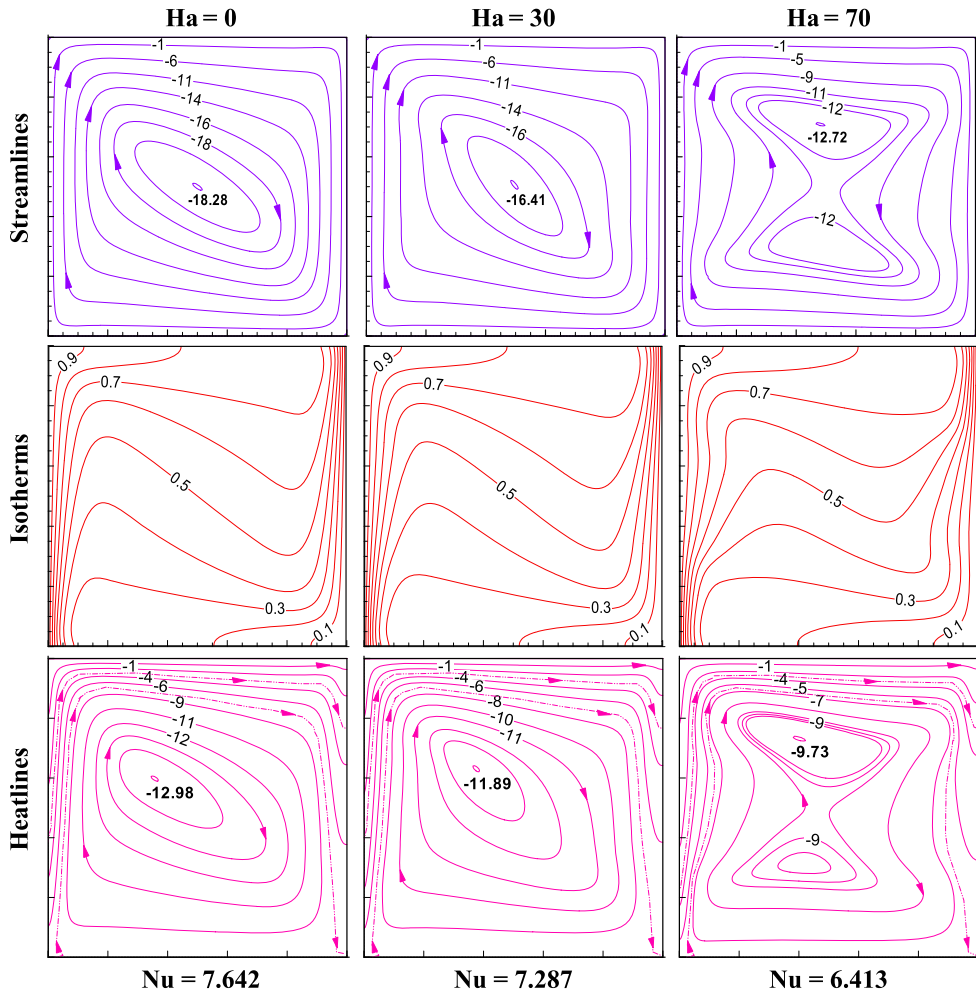 Ha = 0 Ha = 30 Ha = 70
Streamlines
-1 -1 -1
-6 -6 -5
-11 -11 -9
-14 -14 -11
-16 -16 -12
-18
-18.28 -16.41 -12.72
-12
Isotherms
0.9 0.9 0.9
0.7 0.7 0.7
0.5 0.5 0.5
0.3 0.3 0.3
0.1 0.1 0.1
Heatlines
-1 -1 -1
-4 -4 -4
-6 -6 -5
-9 -8 -7
-11 -10 -9
-12 -11
-12.98 -11.89 -9.73
-9
Nu = 7.642 Nu = 7.287 Nu = 6.413